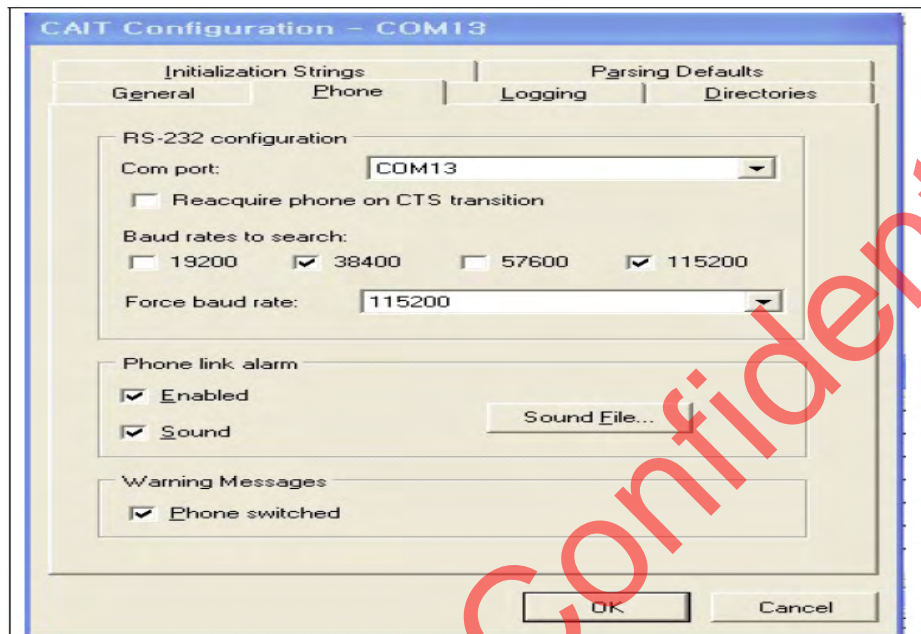 CAIT Configuration - COM13
Initialization Strings Parsing Defaults
General Phone Logging Directories
RS-232 configuration
Com port: COM13
Reacquire phone on CTS transition
Baud rates to search:
19200 38400 57600 115200
Force baud rate: 115200
Phone link alarm
Enabled
Sound
Sound File...
Warning Messages
Phone switched
OK Cancel
Confiden